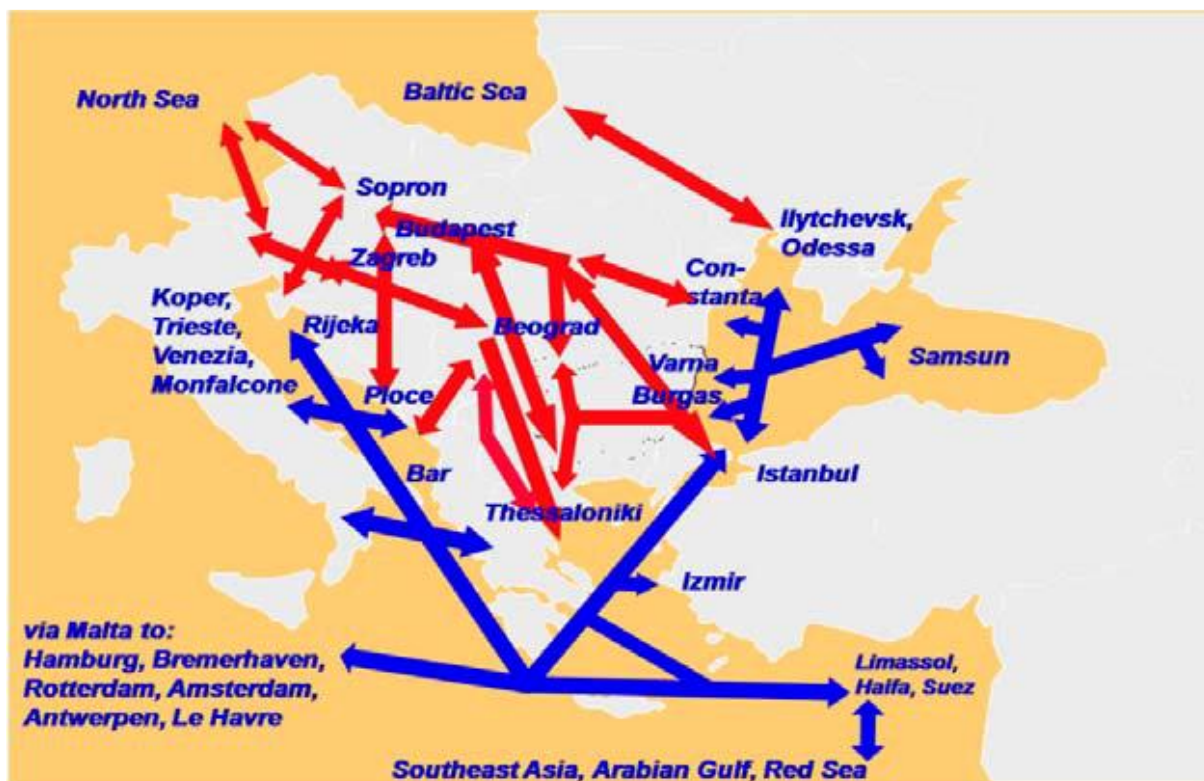 North Sea
Baltic Sea
Sopron
Ilytchevsk,
Odessa
Budapest
Zagreb
Con-
stanta
Koper,
Trieste,
Venezia,
Monfalcone
Rijeka
Beograd
Varna
Samsun
Ploce
Burgas
Bar
Istanbul
Thessaloniki
Izmir
via Malta to:
Hamburg, Bremerhaven,
Rotterdam, Amsterdam,
Antwerpen, Le Havre
Limassol,
Haifa, Suez
Southeast Asia, Arabian Gulf, Red Sea